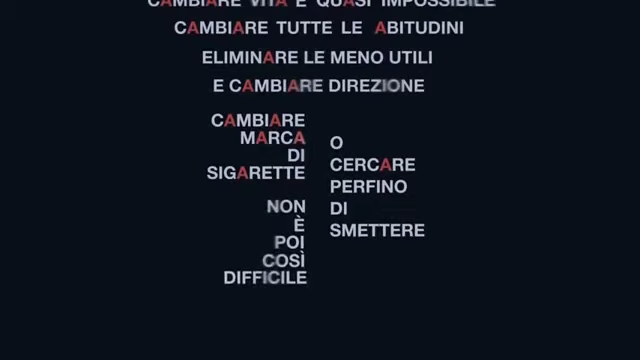 CAMBIARE VITA È QUASI IMPOSSIBILE
CAMBIARE TUTTE LE ABITUDINI
ELIMINARE LE MENO UTILI
E CAMBIARE DIREZIONE
CAMBIARE
MARCA
DI
SIGARETTE
O
CERCARE
PERFINO
DI
SMETTERE
NON
È
POI
COSÌ
DIFFICILE